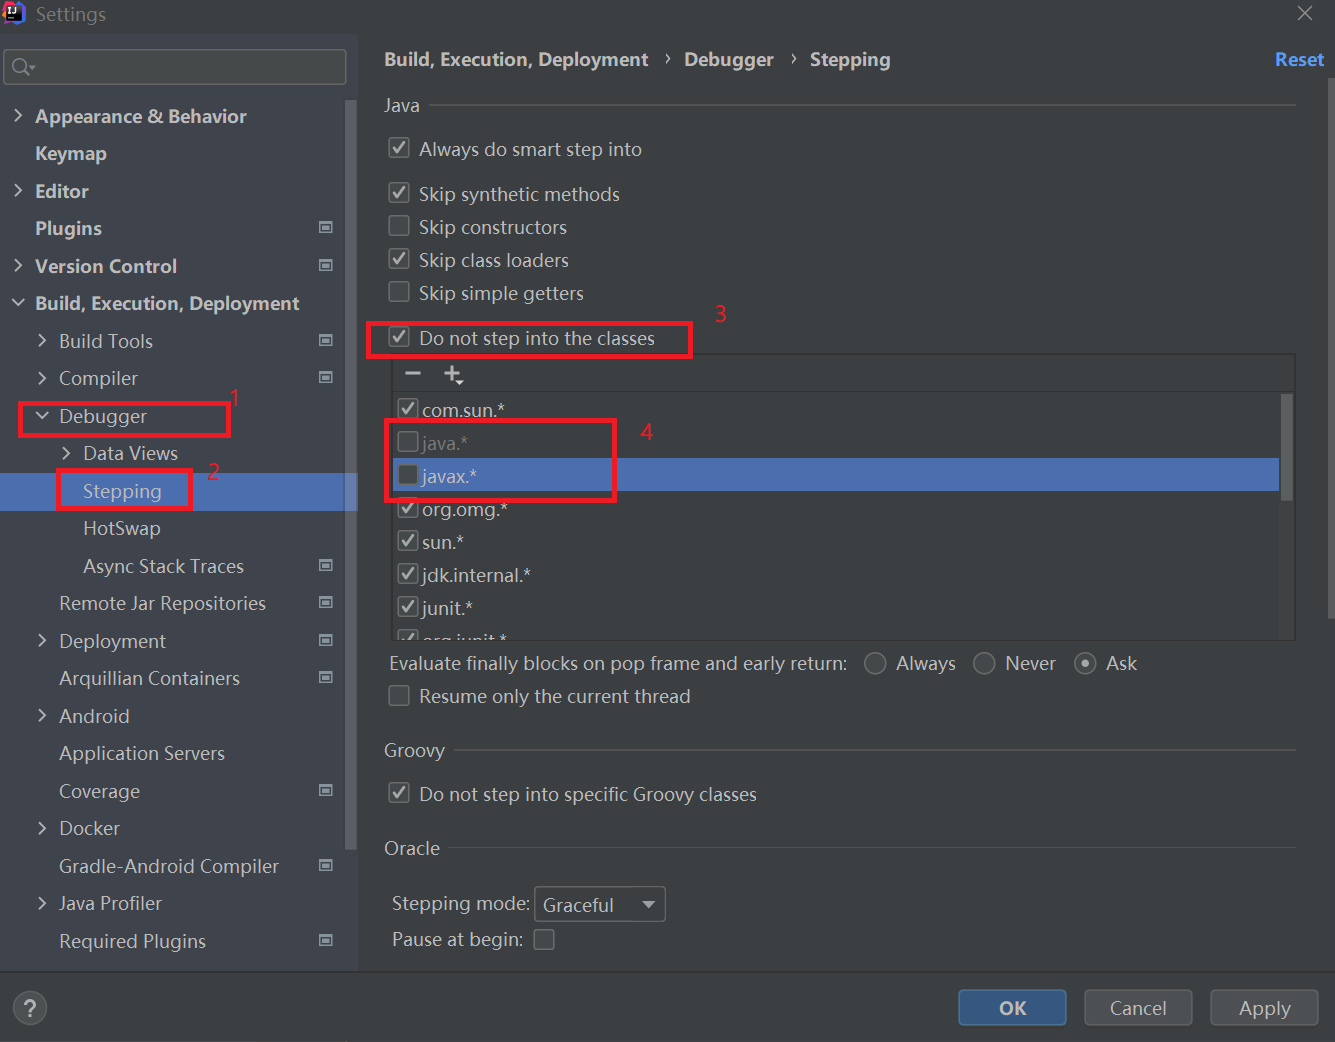 Settings
Build, Execution, Deployment › Debugger › Stepping
Reset
Appearance & Behavior
Keymap
Editor
Plugins
Version Control
Build, Execution, Deployment
Build Tools
Compiler
1
Debugger
Data Views
2
Stepping
HotSwap
Async Stack Traces
Remote Jar Repositories
Deployment
Arquillian Containers
Android
Application Servers
Coverage
Docker
Gradle-Android Compiler
Java Profiler
Required Plugins
Java
Always do smart step into
Skip synthetic methods
Skip constructors
Skip class loaders
Skip simple getters
3
Do not step into the classes
com.sun.*
4
java.*
javax.*
org.omg.*
sun.*
jdk.internal.*
junit.*
org.junit.*
Evaluate finally blocks on pop frame and early return: Always Never Ask
Resume only the current thread
Groovy
Do not step into specific Groovy classes
Oracle
Stepping mode: Graceful
Pause at begin:
?
OK
Cancel
Apply